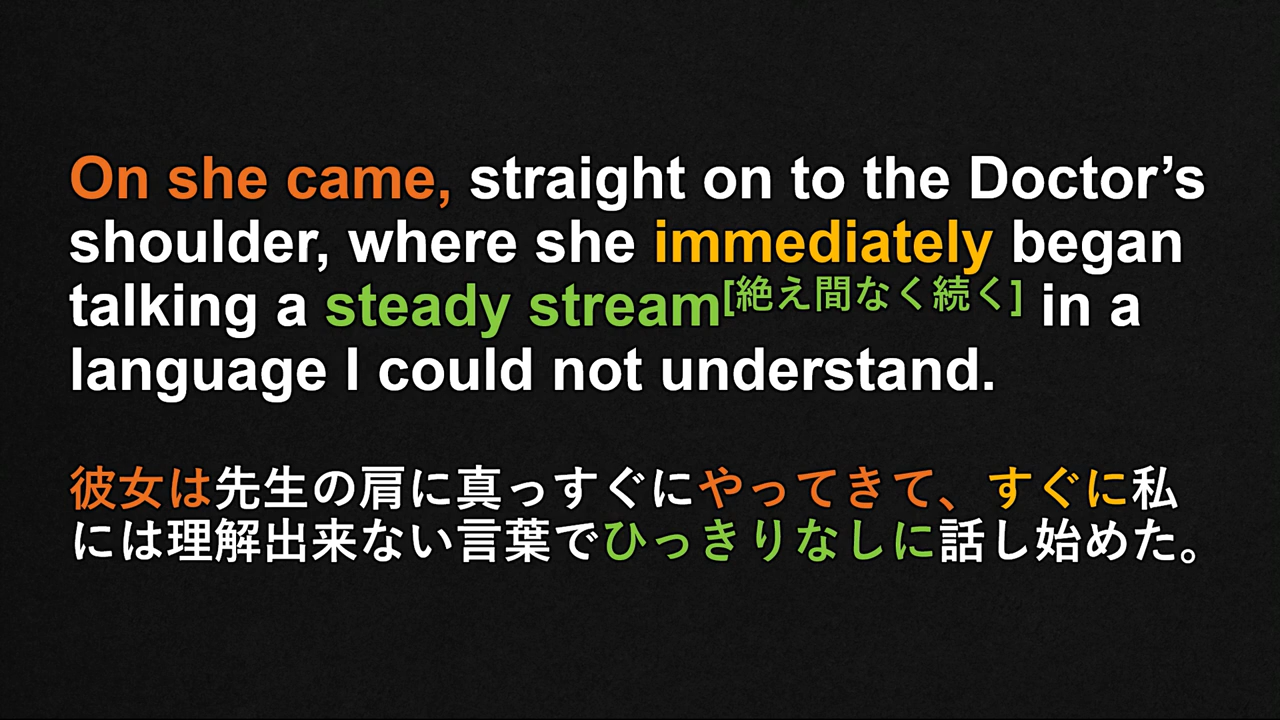 On she came, straight on to the Doctor’s
shoulder, where she immediately began
talking a steady stream[絶え間なく続く] in a
language I could not understand.
彼女は先生の肩に真っすぐにやってきて、すぐに私
には理解出来ない言葉でひっきりなしに話し始めた。